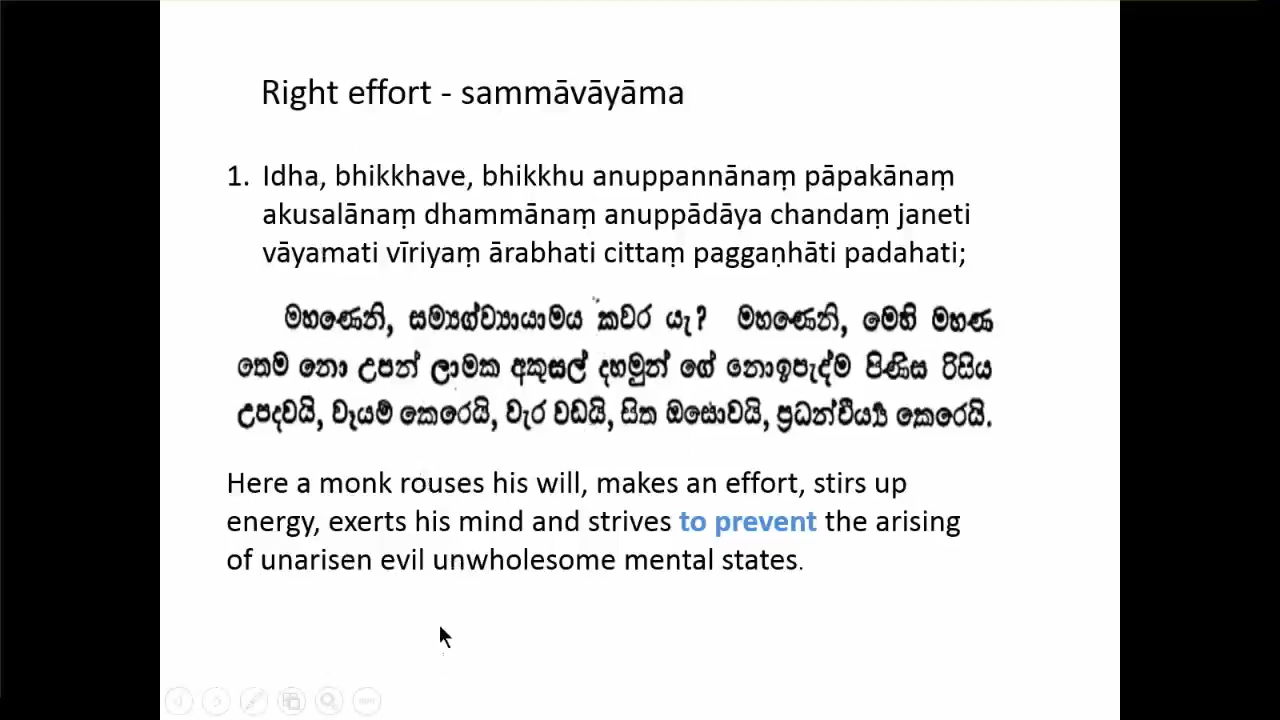 Right effort - sammāvāyāma
1. Idha, bhikkhave, bhikkhu anuppannānaṃ pāpakānaṃ
akusalānaṃ dhammānaṃ anuppādāya chandaṃ janeti
vāyamati vīriyaṃ ārabhati cittaṃ paggaṇhāti padahati;
මහණෙනි, සම්‍යග්ව්‍යායාමය කවර යැ? මහණෙනි, මෙහි මහණ
තෙම නො උපන් ලාමක අකුසල් දහමුන් ගේ නොඉපැද්ම පිණිස රිසිය
උපදවයි, වෑයම් කෙරෙයි, වැර වඩයි, සිත ඔසොවයි, ප්‍රධන්වීර්‍ය්‍ය කෙරෙයි.
Here a monk rouses his will, makes an effort, stirs up
energy, exerts his mind and strives to prevent the arising
of unarisen evil unwholesome mental states.